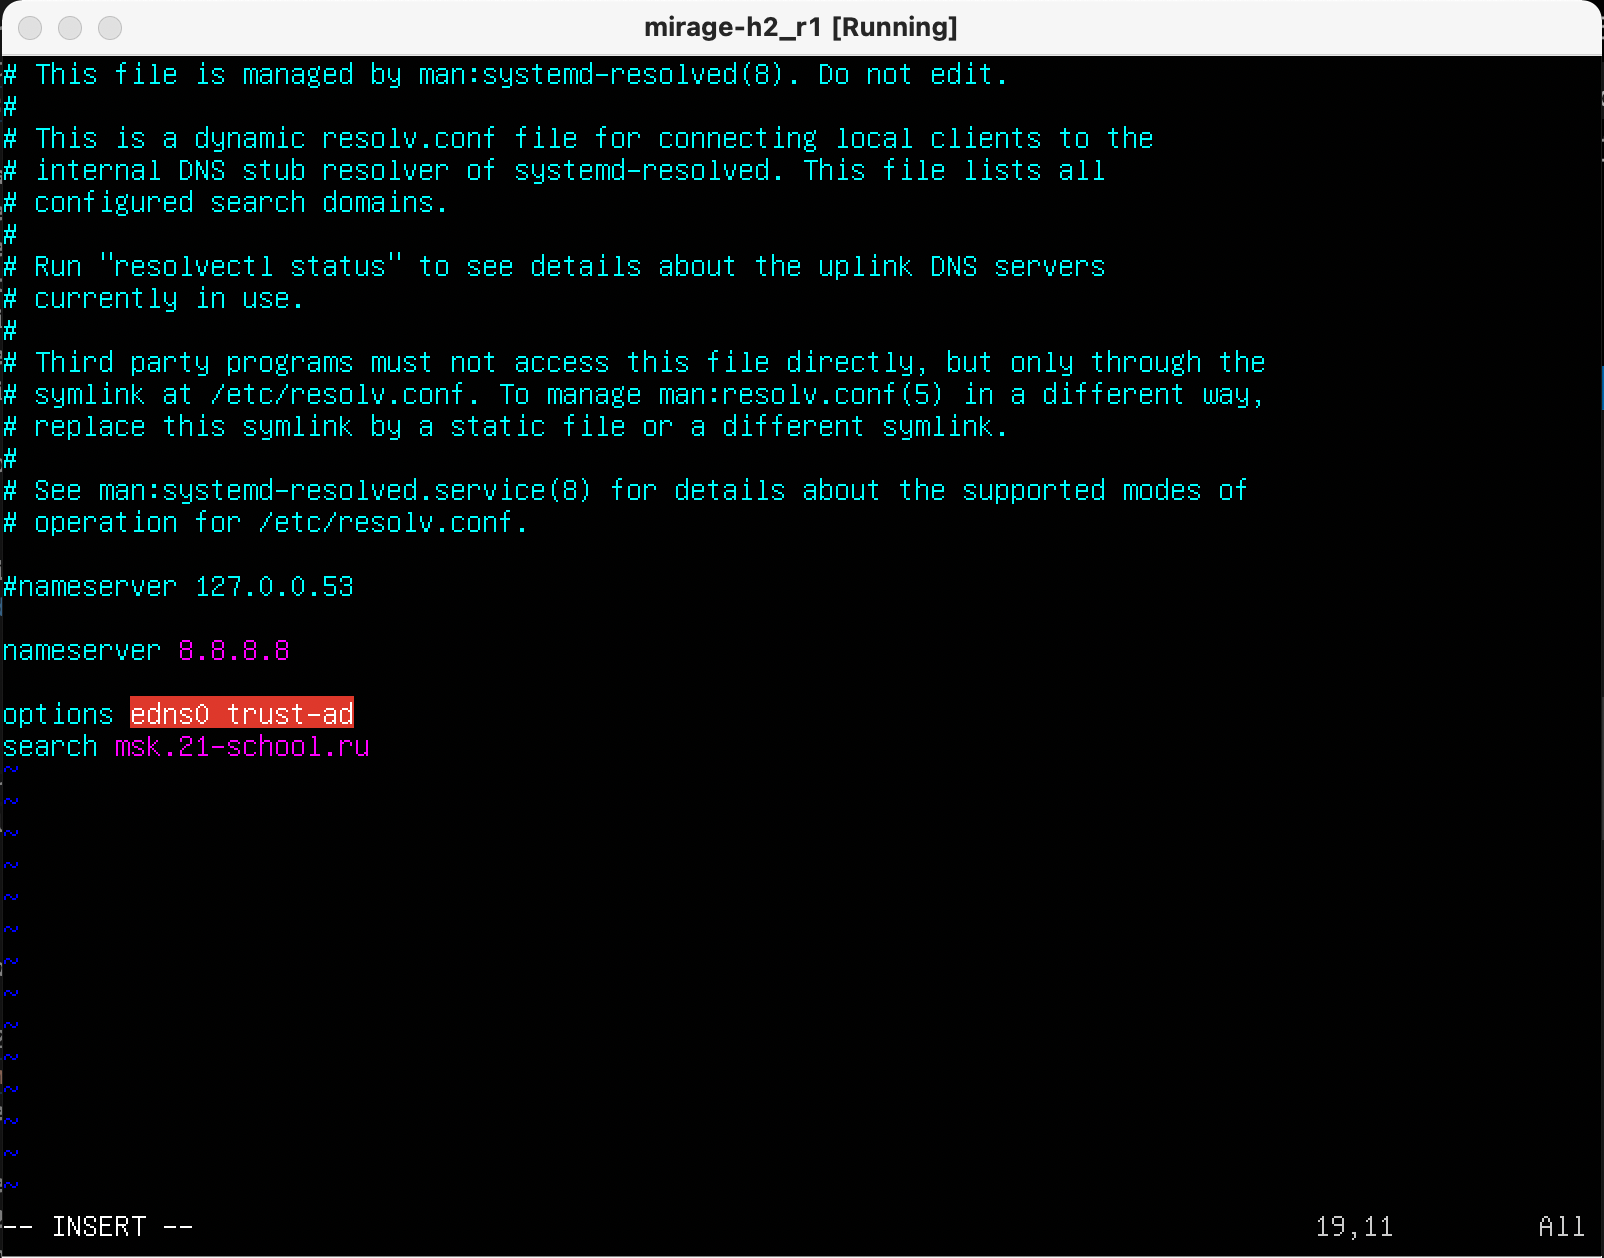 mirage-h2_r1 [Running]
# This file is managed by man:systemd-resolved(8). Do not edit.
#
# This is a dynamic resolv.conf file for connecting local clients to the
# internal DNS stub resolver of systemd-resolved. This file lists all
# configured search domains.
#
# Run "resolvectl status" to see details about the uplink DNS servers
# currently in use.
#
# Third party programs must not access this file directly, but only through the
# symlink at /etc/resolv.conf. To manage man:resolv.conf(5) in a different way,
# replace this symlink by a static file or a different symlink.
#
# See man:systemd-resolved.service(8) for details about the supported modes of
# operation for /etc/resolv.conf.
#nameserver 127.0.0.53
nameserver 8.8.8.8
options edns0 trust-ad
search msk.21-school.ru
~
~
~
~
~
~
~
~
~
~
~
~
~
~
-- INSERT -- 19,11 All